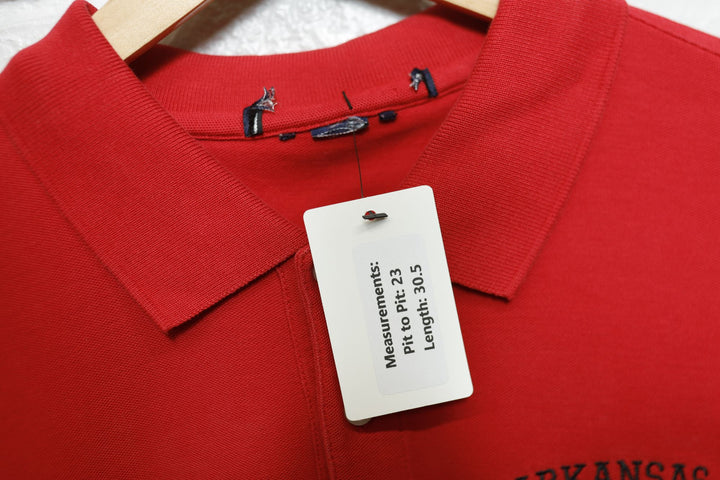 Measurements:
Pit to Pit: 23
Length: 30.5
ARKANSAS